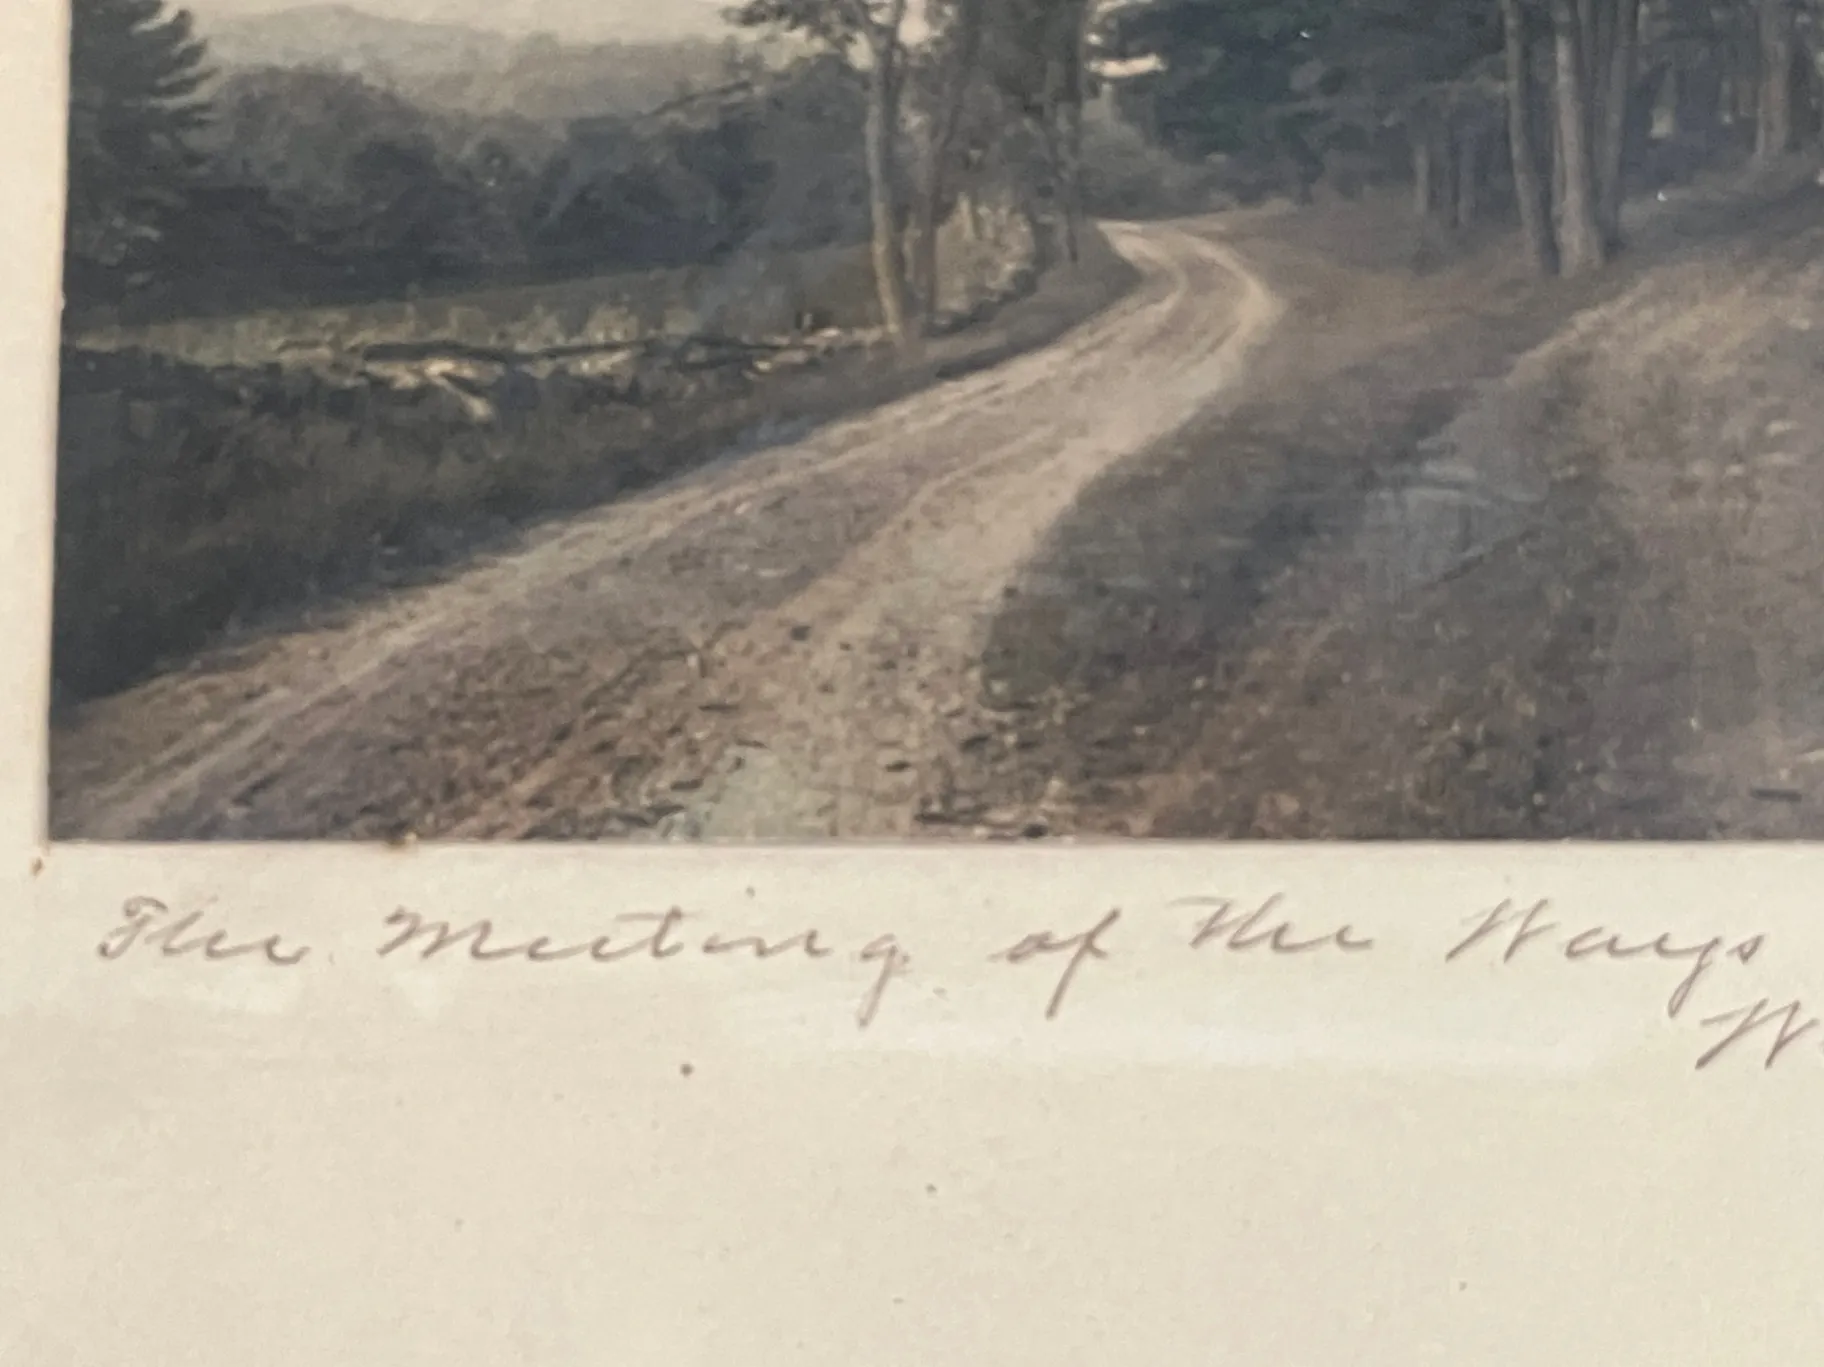 The Meeting of the Ways
W